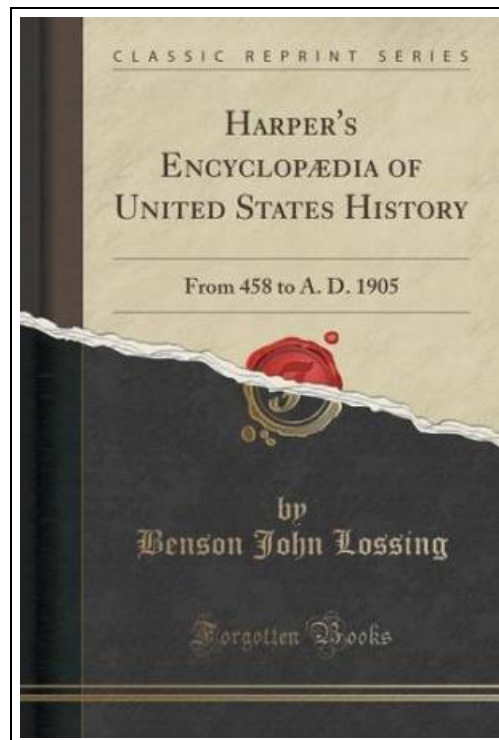 CLASSIC REPRINT SERIES
HARPER'S
ENCYCLOPÆDIA OF
UNITED STATES HISTORY
From 458 to A. D. 1905
by
Benson John Lossing
Forgotten Books